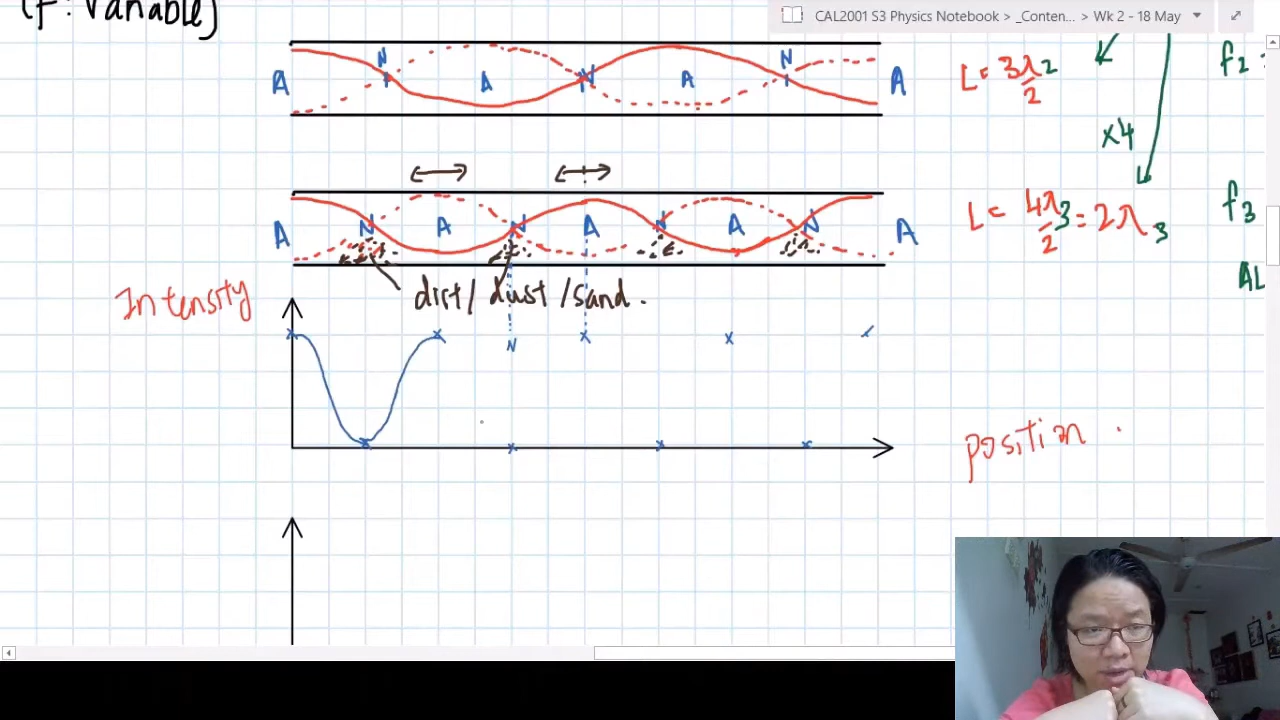 (f: Variable)
CAL2001 S3 Physics Notebook > _Conten... > Wk 2 - 18 May
A N A N A N A
L = 3λ2/2
f2
x4
A N A N A N A N A
L = 4λ3/2 = 2λ3
f3
dirt / dust / sand.
AL
Intensity
N
position